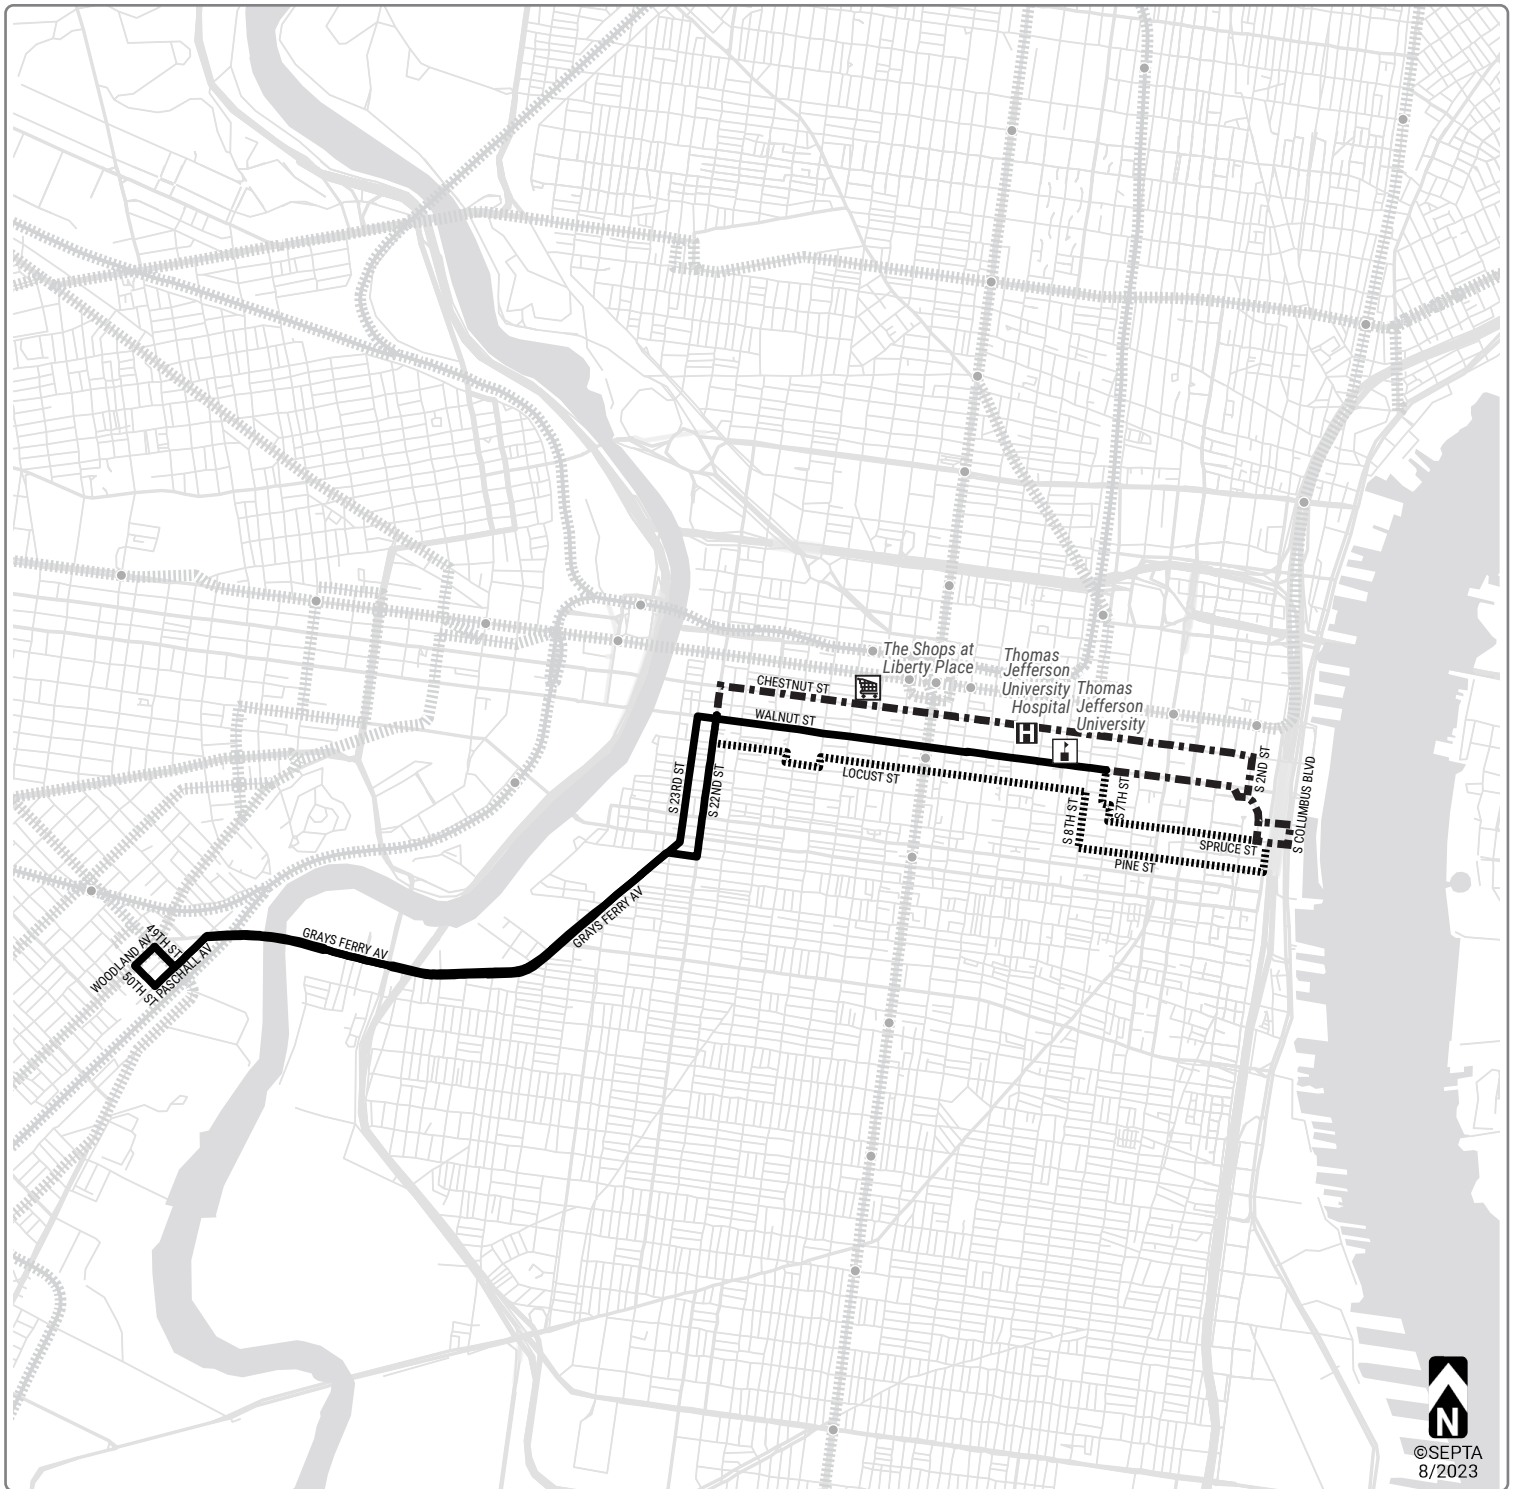 The Shops at
Liberty Place
Thomas
Jefferson
University
Hospital
Thomas
Jefferson
University
CHESTNUT ST
WALNUT ST
H
LOCUST ST
S 23RD ST
S 22ND ST
S 2ND ST
S COLUMBUS BLVD
S 7TH ST
S 8TH ST
SPRUCE ST
PINE ST
GRAYS FERRY AV
GRAYS FERRY AV
49TH ST
WOODLAND AV
PASCHALL AV
50TH ST
N
©SEPTA
8/2023